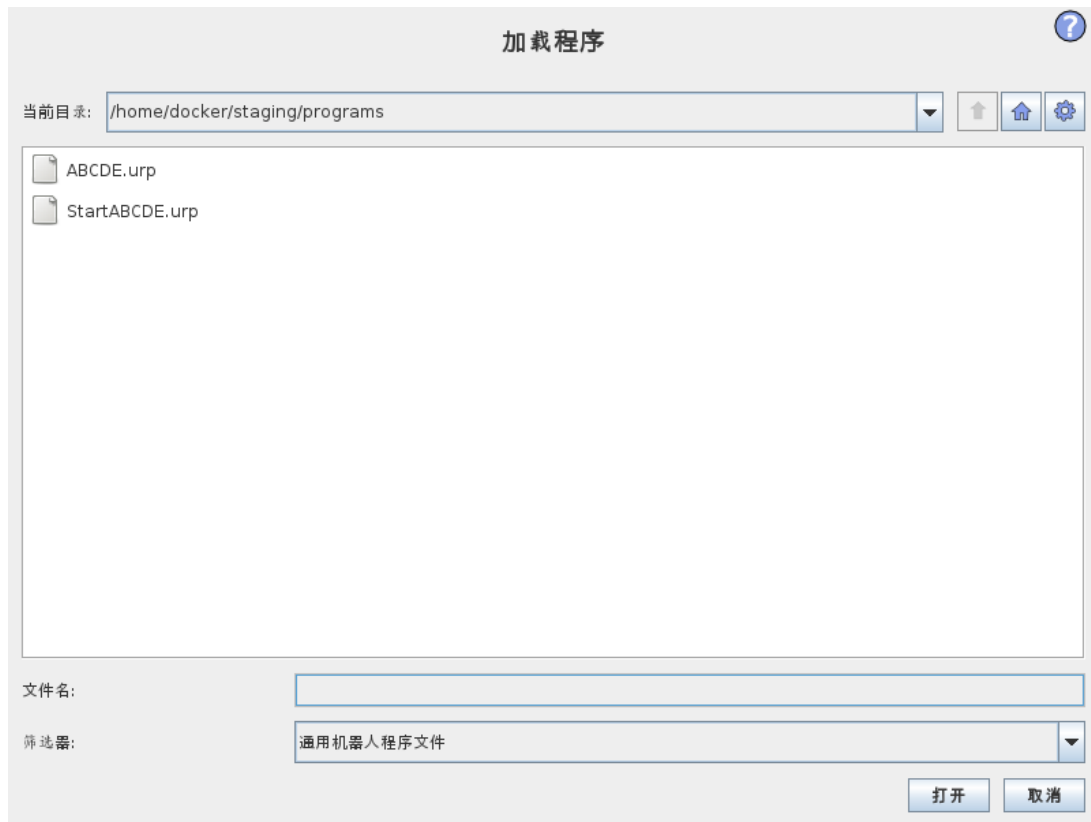 加载程序
?
当前目录: /home/docker/staging/programs
ABCDE.urp
StartABCDE.urp
文件名:
筛选器: 通用机器人程序文件
打开 取消